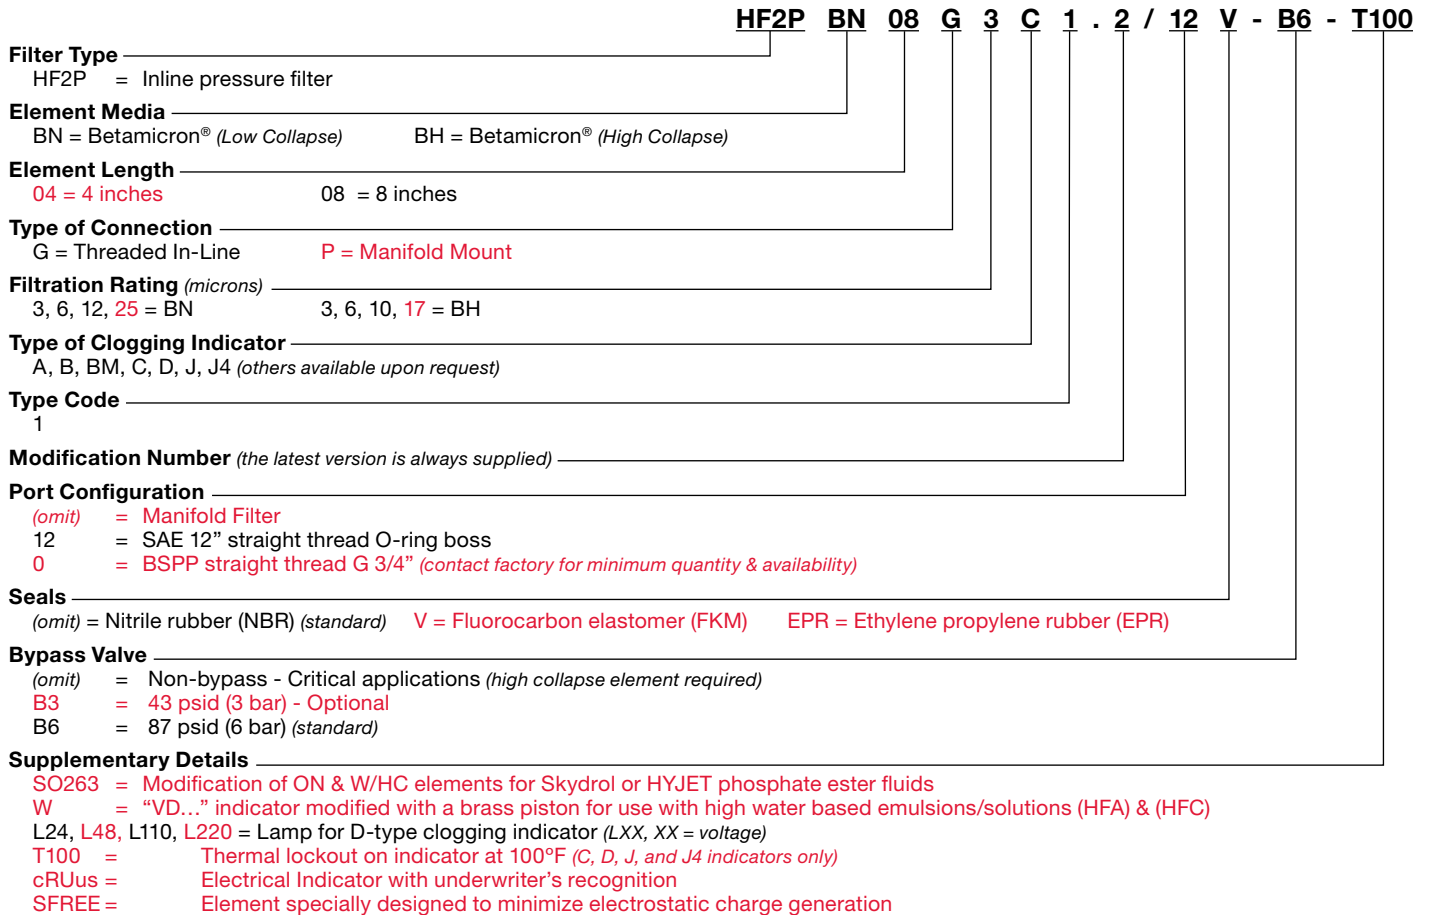 HF2P BN 08 G 3 C 1 . 2 / 12 V - B6 - T100
Filter Type
HF2P = Inline pressure filter
Element Media
BN = Betamicron® (Low Collapse) BH = Betamicron® (High Collapse)
Element Length
04 = 4 inches 08 = 8 inches
Type of Connection
G = Threaded In-Line P = Manifold Mount
Filtration Rating (microns)
3, 6, 12, 25 = BN 3, 6, 10, 17 = BH
Type of Clogging Indicator
A, B, BM, C, D, J, J4 (others available upon request)
Type Code
1
Modification Number (the latest version is always supplied)
Port Configuration
(omit) = Manifold Filter
12 = SAE 12” straight thread O-ring boss
0 = BSPP straight thread G 3/4” (contact factory for minimum quantity & availability)
Seals
(omit) = Nitrile rubber (NBR) (standard) V = Fluorocarbon elastomer (FKM) EPR = Ethylene propylene rubber (EPR)
Bypass Valve
(omit) = Non-bypass - Critical applications (high collapse element required)
B3 = 43 psid (3 bar) - Optional
B6 = 87 psid (6 bar) (standard)
Supplementary Details
SO263 = Modification of ON & W/HC elements for Skydrol or HYJET phosphate ester fluids
W = “VD…” indicator modified with a brass piston for use with high water based emulsions/solutions (HFA) & (HFC)
L24, L48, L110, L220 = Lamp for D-type clogging indicator (LXX, XX = voltage)
T100 = Thermal lockout on indicator at 100ºF (C, D, J, and J4 indicators only)
cRUus = Electrical Indicator with underwriter’s recognition
SFREE = Element specially designed to minimize electrostatic charge generation